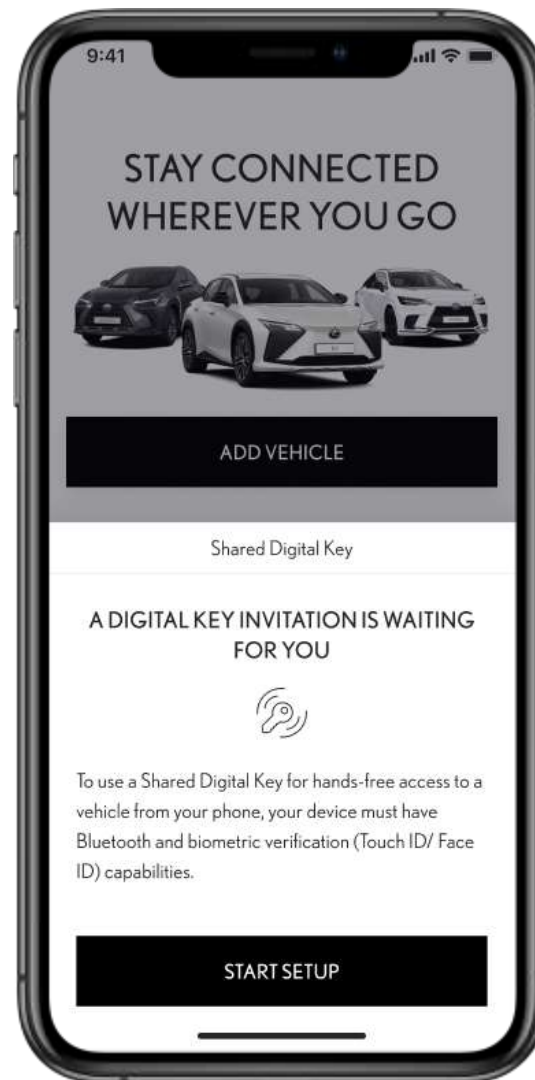 9:41
STAY CONNECTED
WHEREVER YOU GO
ADD VEHICLE
Shared Digital Key
A DIGITAL KEY INVITATION IS WAITING
FOR YOU
To use a Shared Digital Key for hands-free access to a
vehicle from your phone, your device must have
Bluetooth and biometric verification (Touch ID/ Face
ID) capabilities.
START SETUP